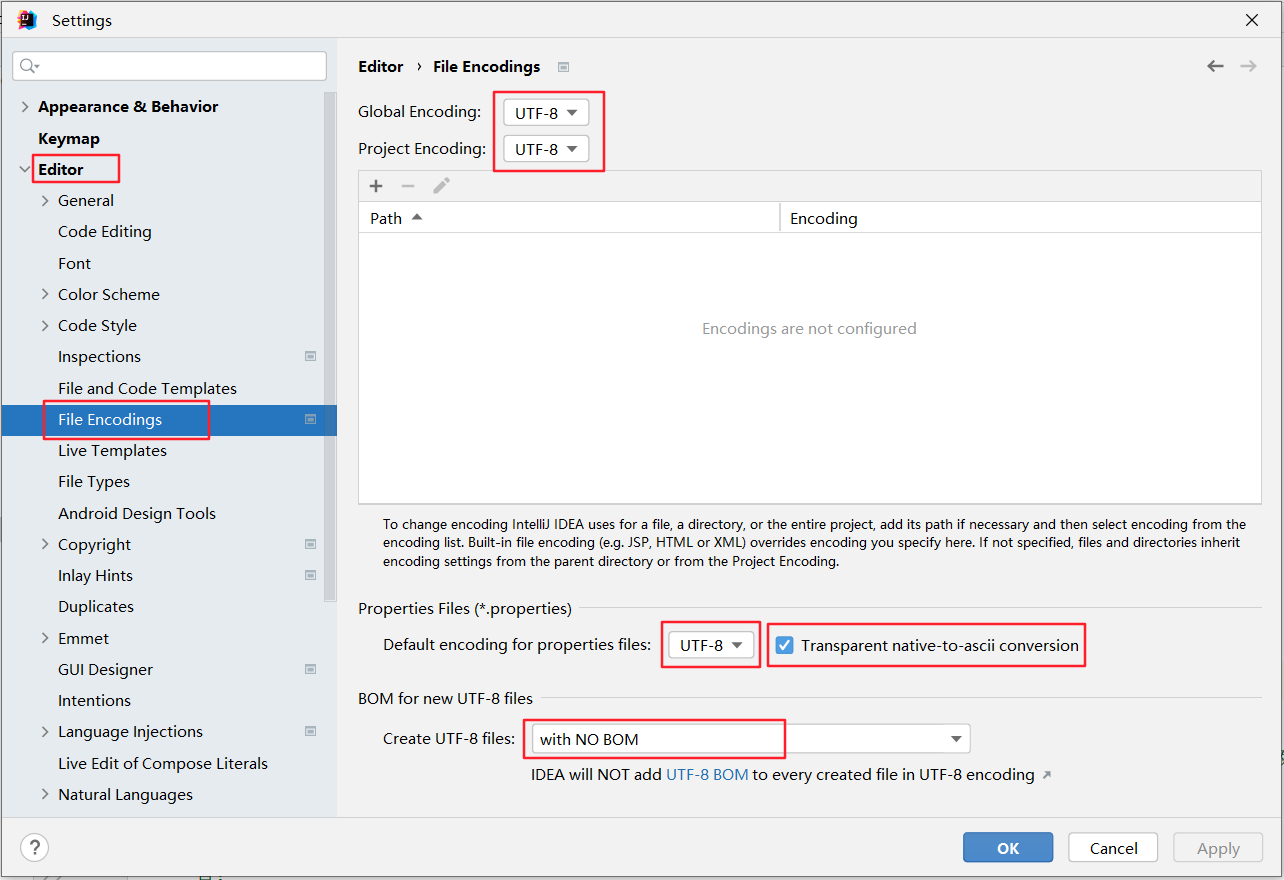 Settings
Appearance & Behavior
Keymap
Editor
General
Code Editing
Font
Color Scheme
Code Style
Inspections
File and Code Templates
File Encodings
Live Templates
File Types
Android Design Tools
Copyright
Inlay Hints
Duplicates
Emmet
GUI Designer
Intentions
Language Injections
Live Edit of Compose Literals
Natural Languages
Editor › File Encodings
Global Encoding: UTF-8
Project Encoding: UTF-8
Path Encoding
Encodings are not configured
To change encoding IntelliJ IDEA uses for a file, a directory, or the entire project, add its path if necessary and then select encoding from the
encoding list. Built-in file encoding (e.g. JSP, HTML or XML) overrides encoding you specify here. If not specified, files and directories inherit
encoding settings from the parent directory or from the Project Encoding.
Properties Files (*.properties)
Default encoding for properties files: UTF-8 Transparent native-to-ascii conversion
BOM for new UTF-8 files
Create UTF-8 files: with NO BOM
IDEA will NOT add UTF-8 BOM to every created file in UTF-8 encoding
? OK Cancel Apply